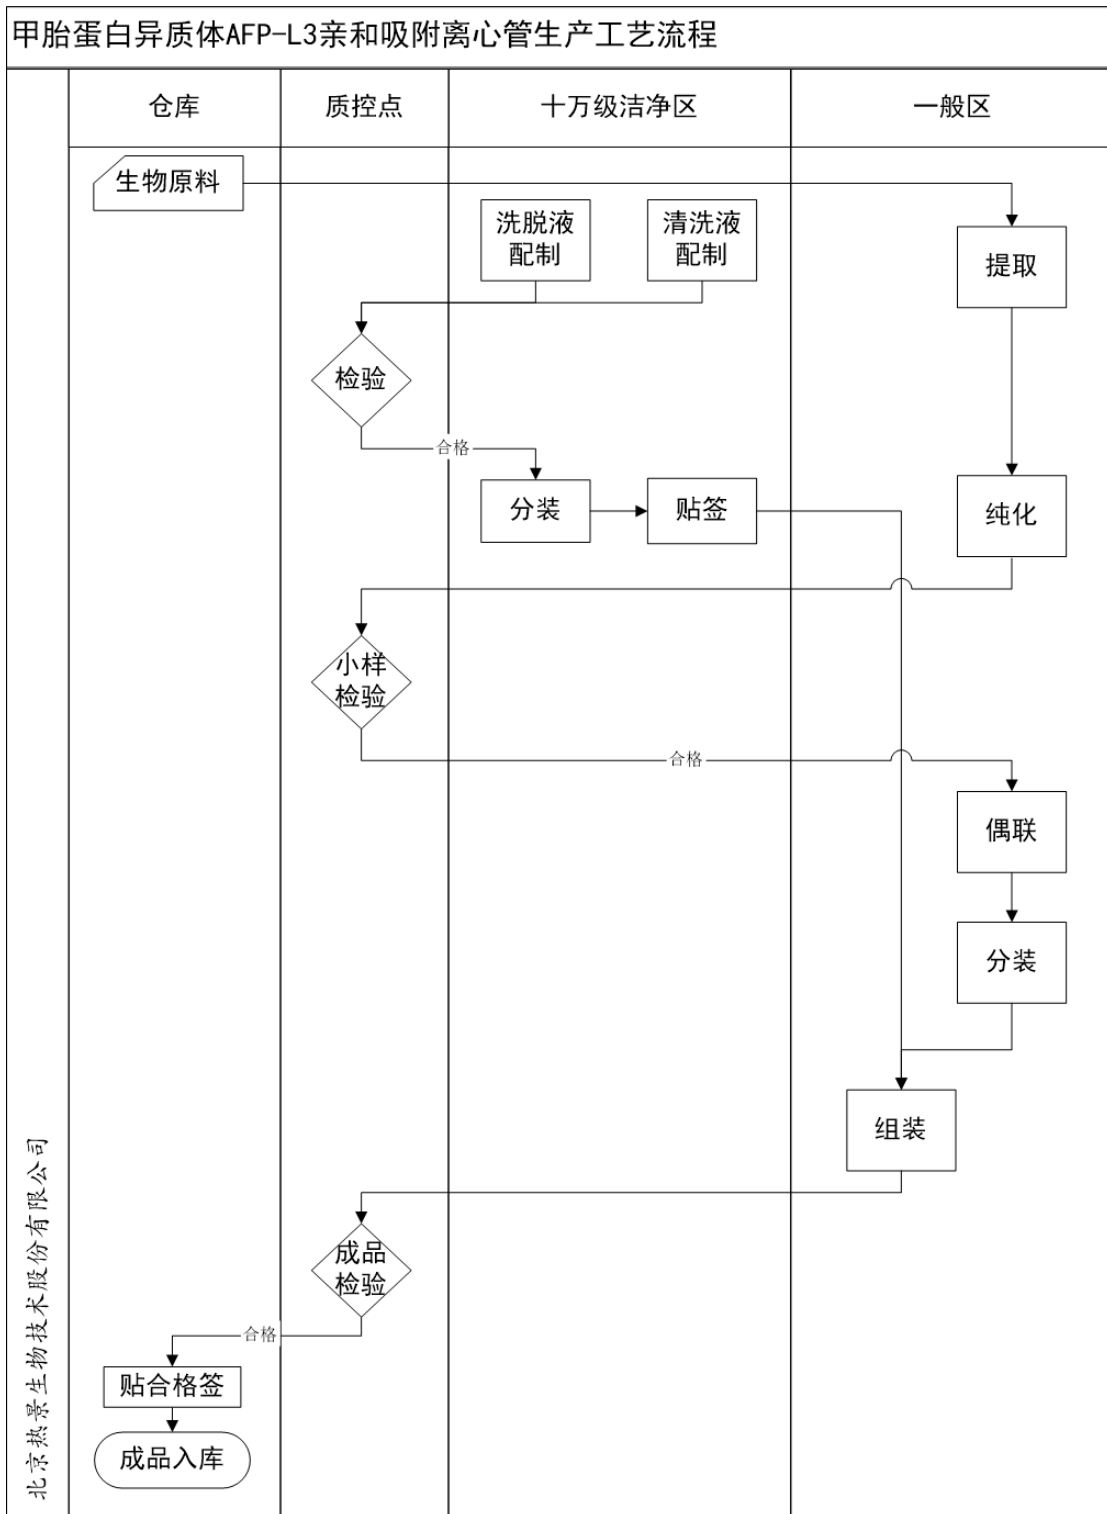 甲胎蛋白异质体AFP-L3亲和吸附离心管生产工艺流程
仓库
质控点
十万级洁净区
一般区
生物原料
洗脱液
配制
清洗液
配制
提取
检验
合格
分装
贴签
纯化
小样
检验
合格
偶联
分装
组装
成品
检验
合格
贴合格签
成品入库
北京热景生物技术股份有限公司